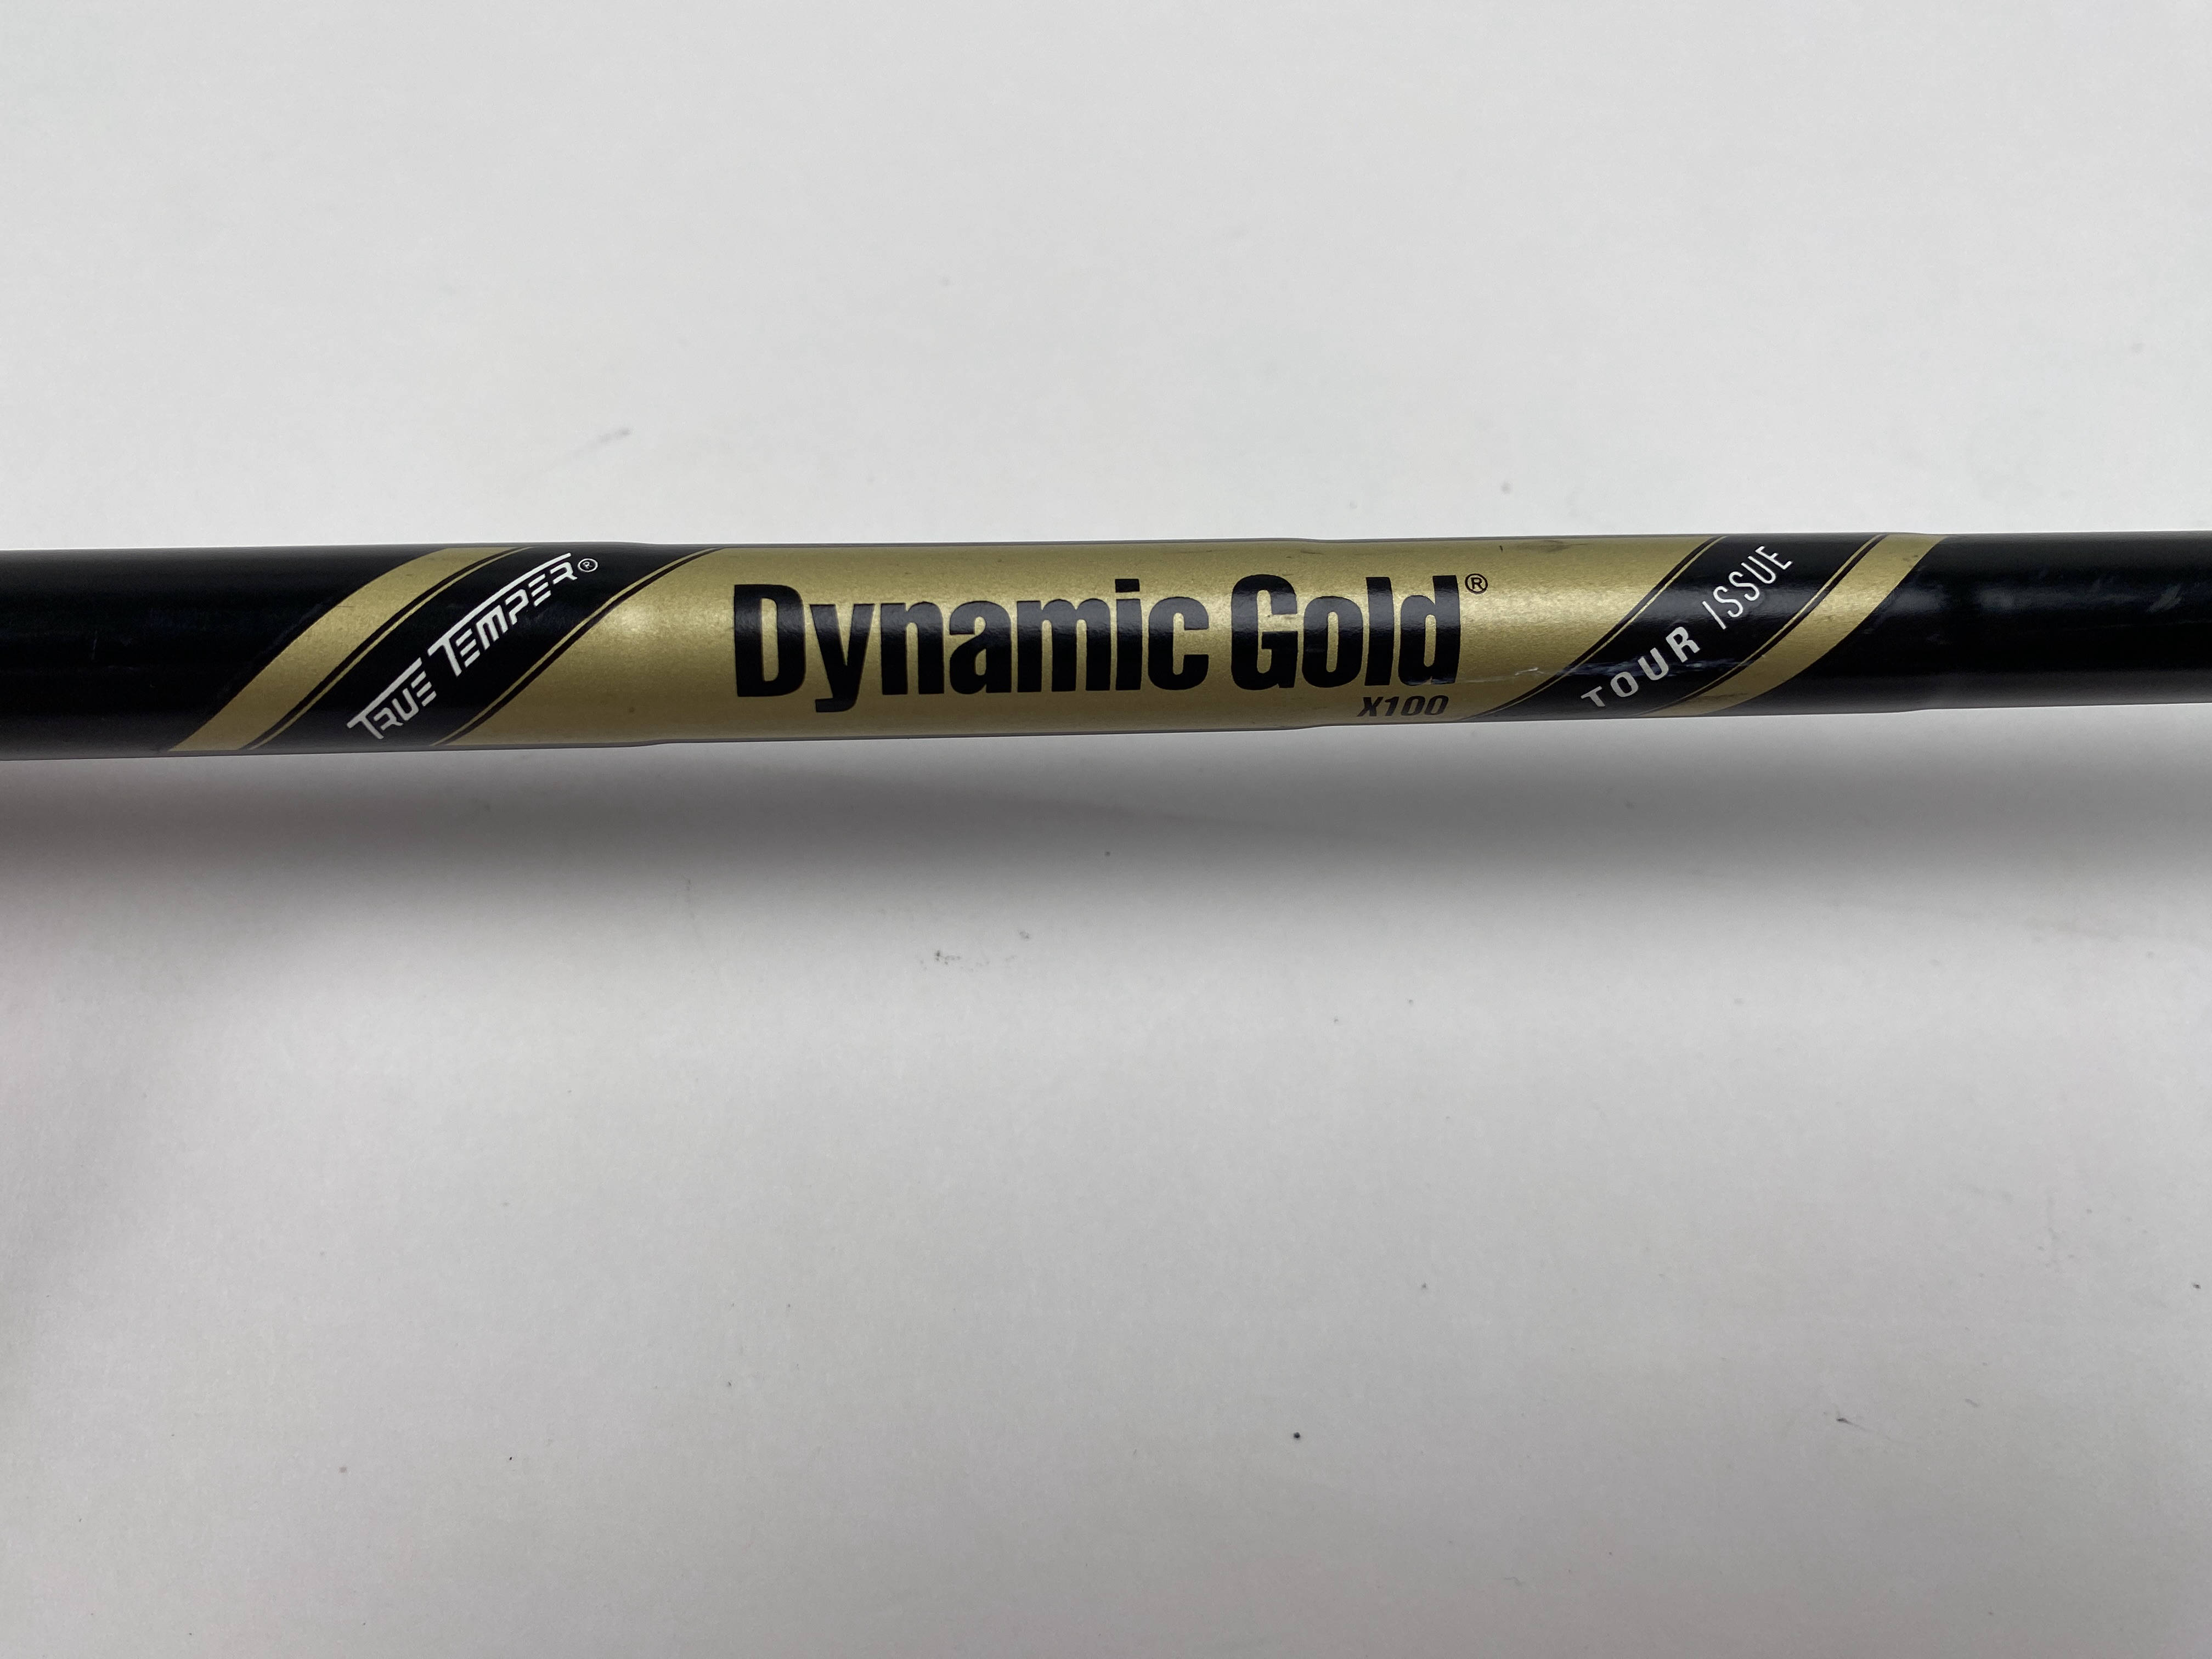 TRUE TEMPER®
Dynamic Gold®
X100
TOUR ISSUE